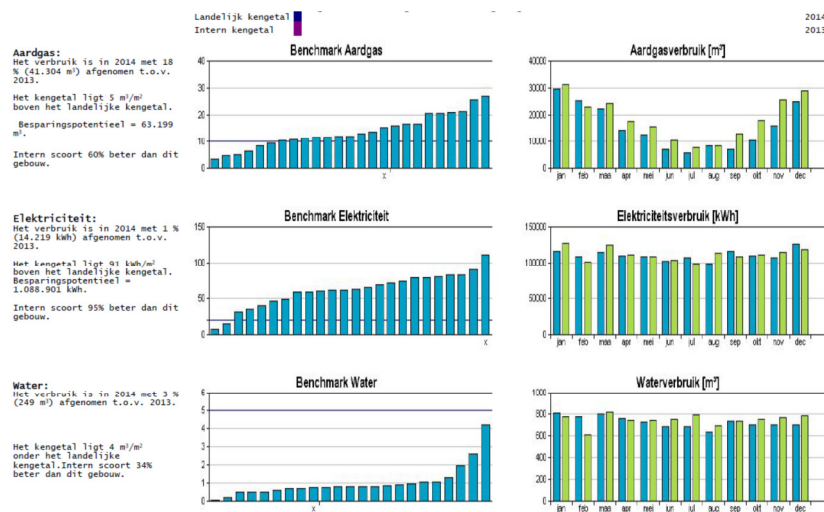 Landelijk kengetal
2014
Intern kengetal
2013
Aardgas:
Het verbruik is in 2014 met 18
% (41.304 m³) afgenomen t.o.v.
2013.
Het kengetal ligt 5 m³/m²
boven het landelijke kengetal.
Besparingspotentieel = 63.199
m³.
Intern scoort 60% beter dan dit
gebouw.
Benchmark Aardgas
40
30
20
10
0
x
Aardgasverbruik [m³]
40000
30000
20000
10000
0
jan feb maa apr mei jun jul aug sep okt nov dec
Elektriciteit:
Het verbruik is in 2014 met 1 %
(14.219 kWh) afgenomen t.o.v.
2013.
Het kengetal ligt 91 kWh/m²
boven het landelijke kengetal.
Besparingspotentieel =
1.088.901 kWh.
Intern scoort 95% beter dan dit
gebouw.
Benchmark Elektriciteit
150
100
50
0
x
Elektriciteitsverbruik [kWh]
150000
100000
50000
0
jan feb maa apr mei jun jul aug sep okt nov dec
Water:
Het verbruik is in 2014 met 3 %
(249 m³) afgenomen t.o.v. 2013.
Het kengetal ligt 4 m³/m²
onder het landelijke
kengetal.Intern scoort 34%
beter dan dit gebouw.
Benchmark Water
6
5
4
3
2
1
0
x
Waterverbruik [m³]
1000
800
600
400
200
0
jan feb maa apr mei jun jul aug sep okt nov dec